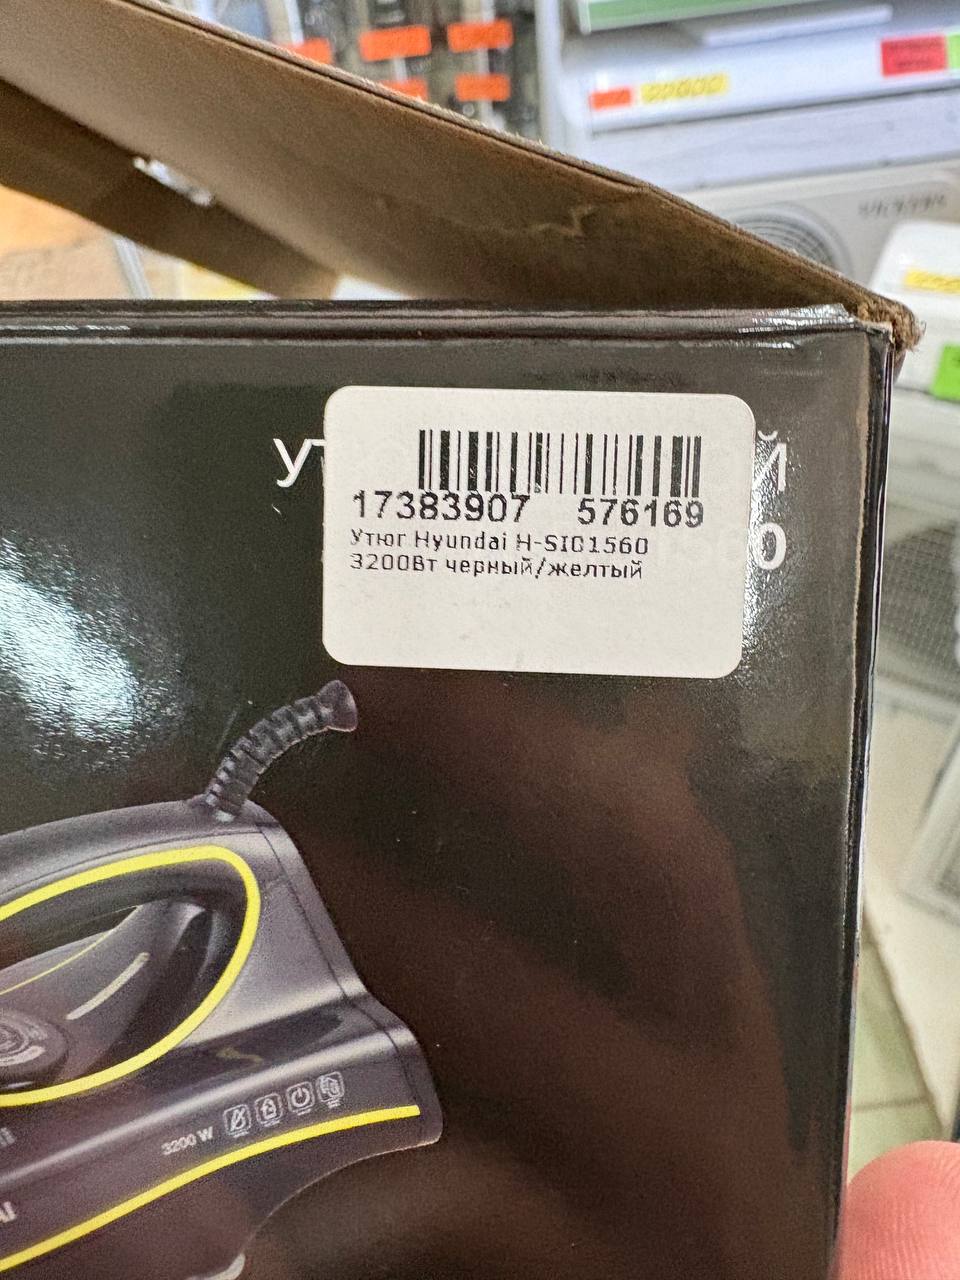 17383907 576169
Утюг Hyundai H-SI01560
3200Вт черный/желтый
3200 W